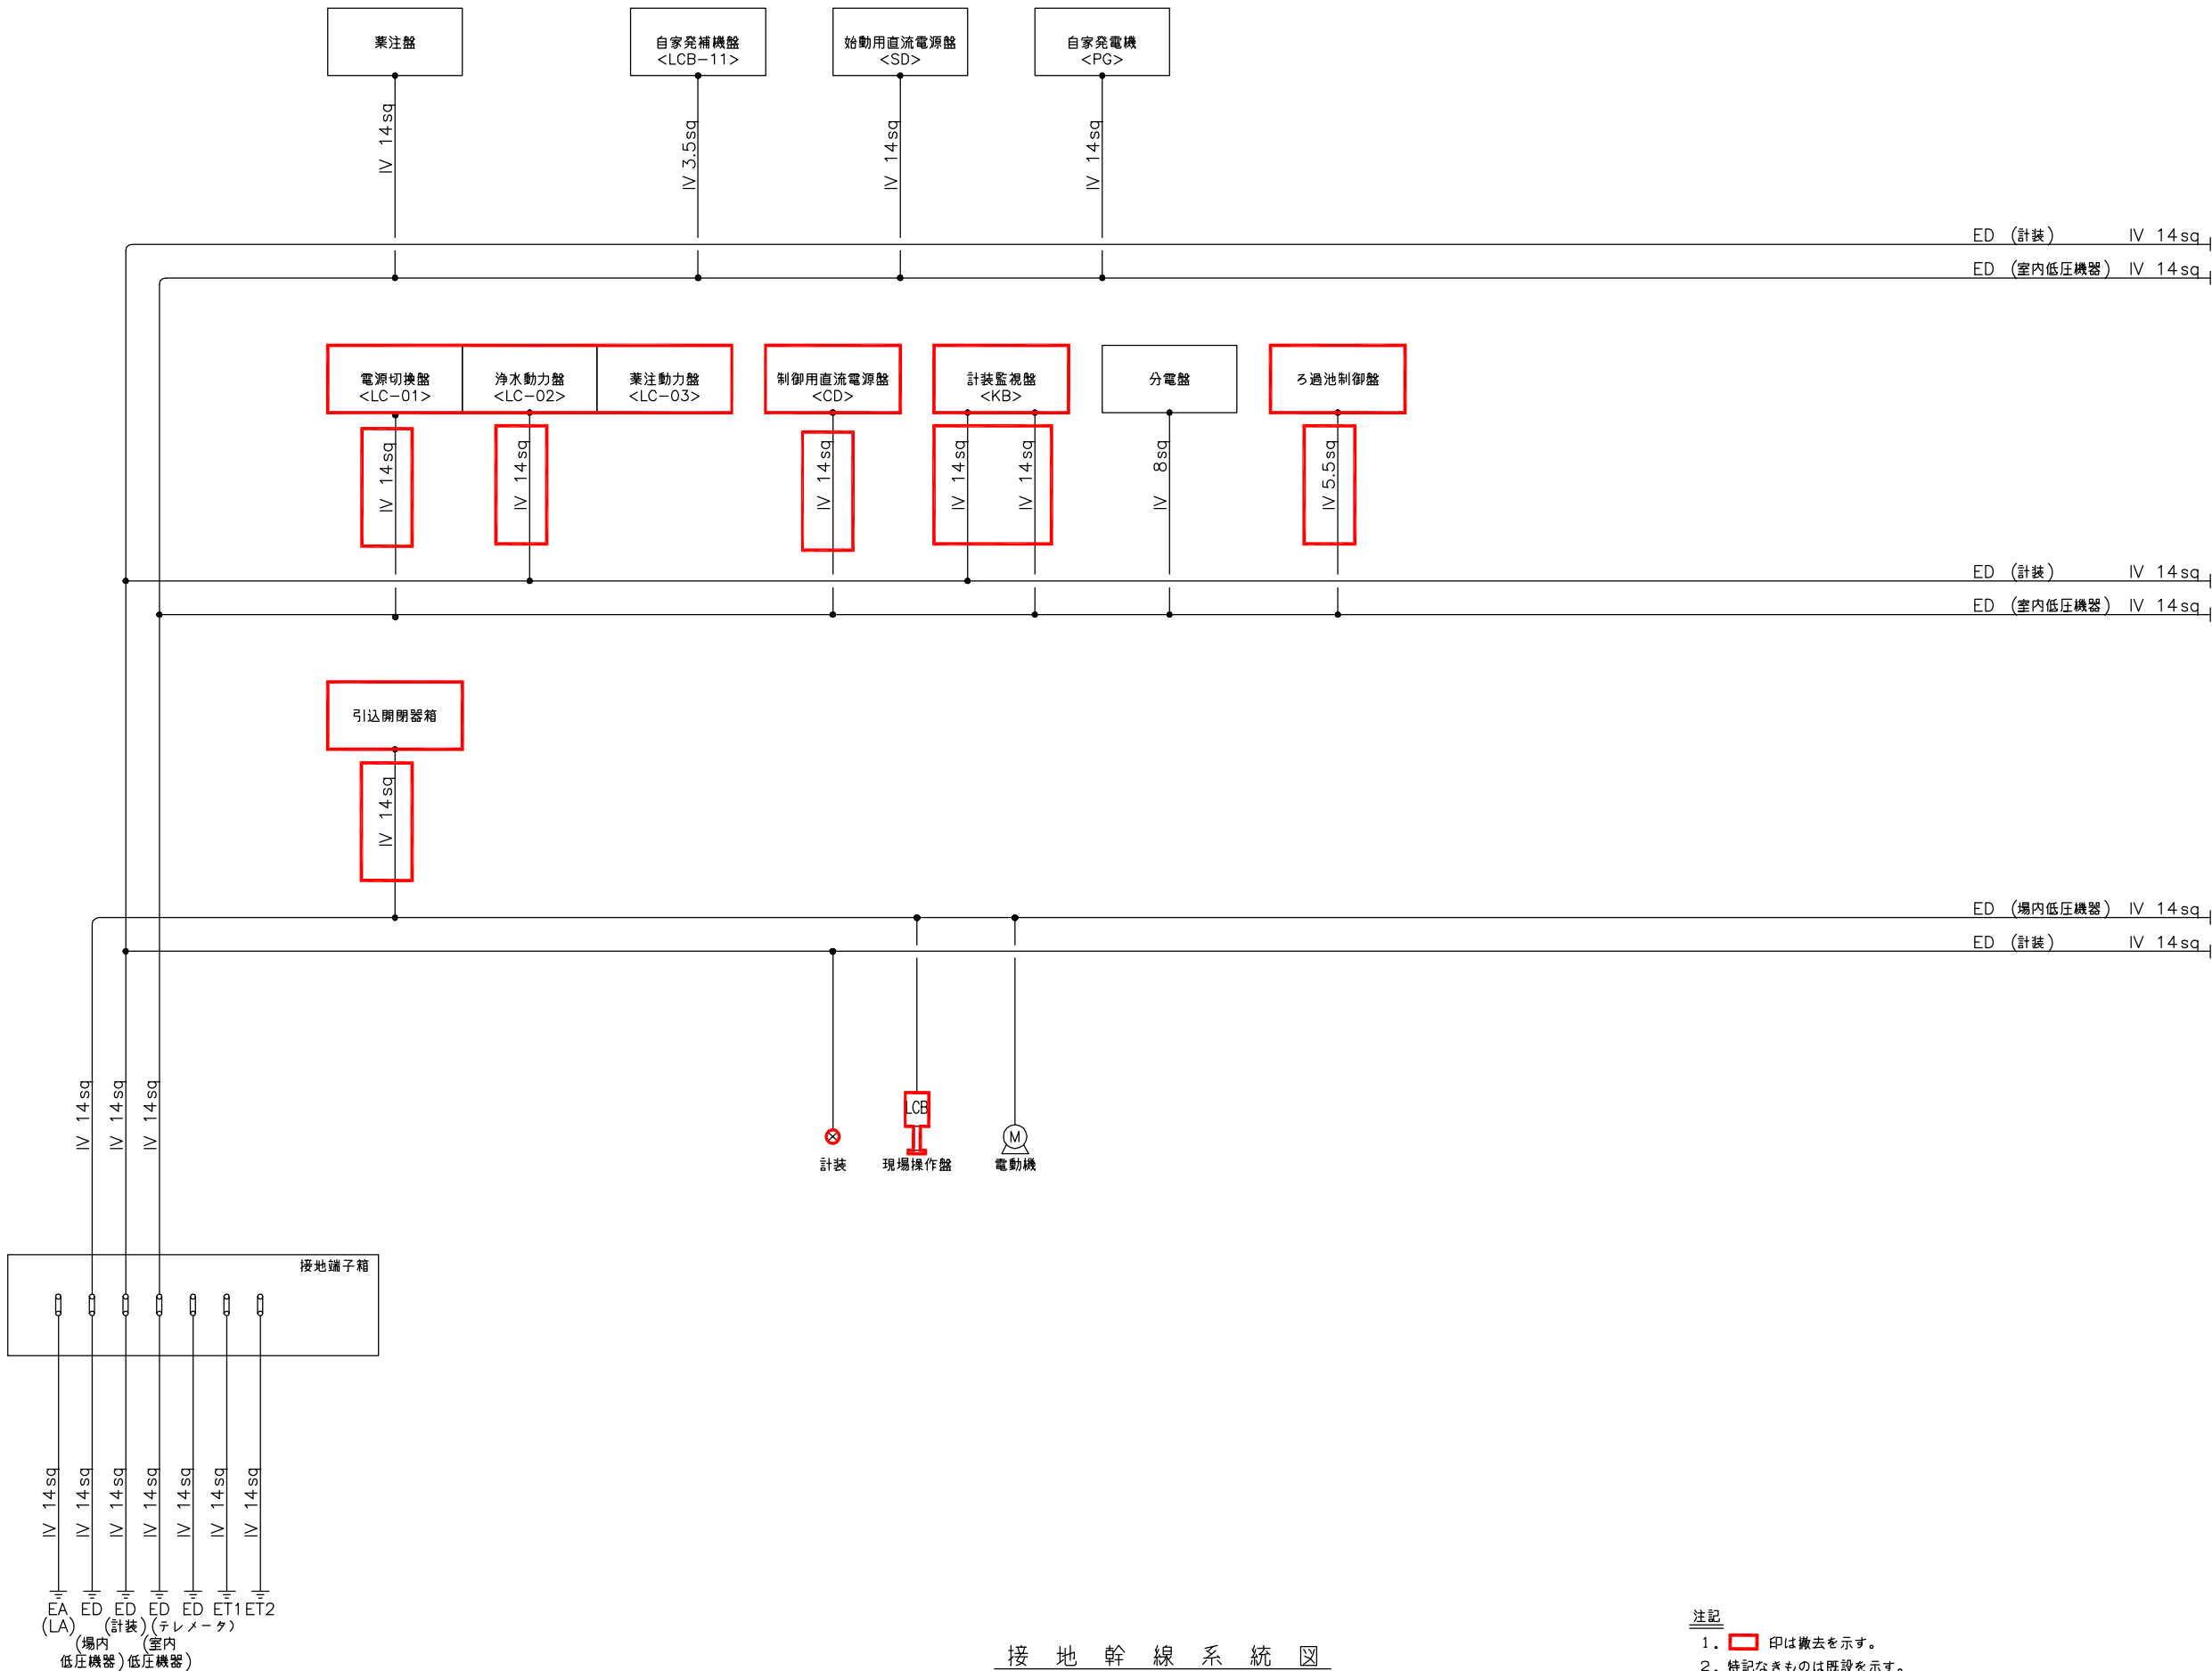 薬注盤
自家発補機盤
<LCB-11>
始動用直流電源盤
<SD>
自家発電機
<PG>
IV 14sq
IV 3.5sq
IV 14sq
IV 14sq
ED (計装) IV 14sq
ED (室内低圧機器) IV 14sq
電源切換盤
<LC-01>
浄水動力盤
<LC-02>
薬注動力盤
<LC-03>
制御用直流電源盤
<CD>
計装監視盤
<KB>
分電盤
ろ過池制御盤
IV 14sq
IV 14sq
IV 14sq
IV 14sq
IV 14sq
IV 8sq
IV 5.5sq
ED (計装) IV 14sq
ED (室内低圧機器) IV 14sq
引込開閉器箱
IV 14sq
ED (場内低圧機器) IV 14sq
ED (計装) IV 14sq
IV 14sq
IV 14sq
IV 14sq
LCB
M
計装
現場操作盤
電動機
接地端子箱
IV 14sq
IV 14sq
IV 14sq
IV 14sq
IV 14sq
IV 14sq
IV 14sq
EA
(LA)
ED
(場内
低圧機器)
ED
(計装)
ED
(室内
低圧機器)
ED
(テレメータ)
ET1
ET2
接地幹線系統図
注記
1. 印は撤去を示す。
2. 特記なきものは既設を示す。